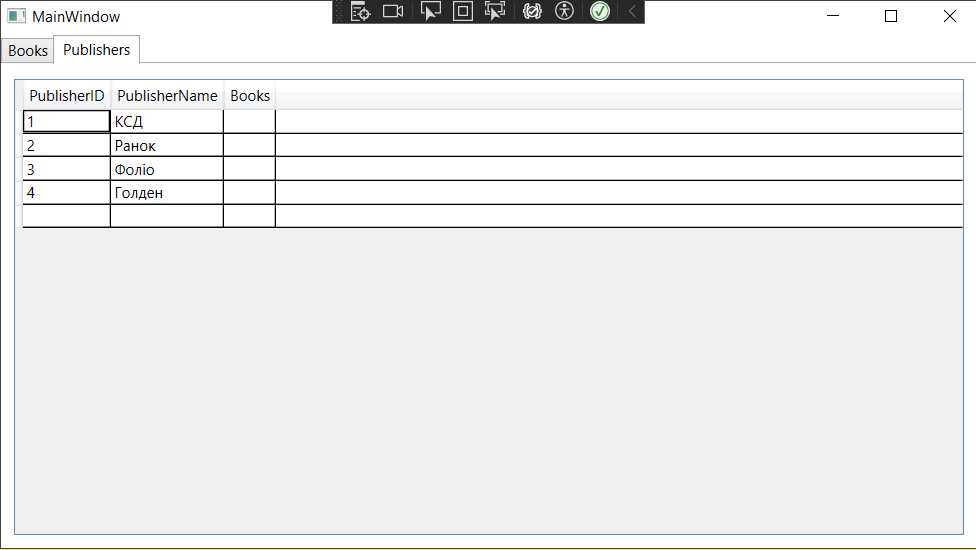 MainWindow
Books Publishers
PublisherID PublisherName Books
1 КСД
2 Ранок
3 Фоліо
4 Голден